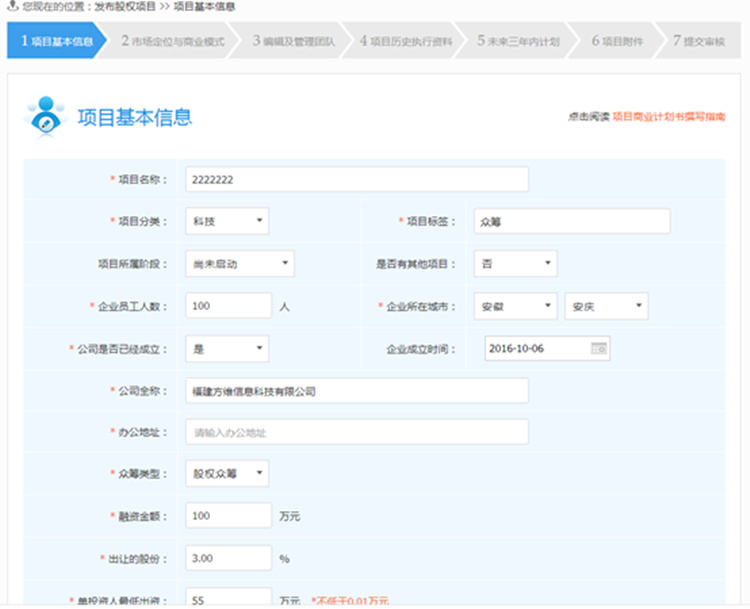 您现在的位置：发布股权项目 >> 项目基本信息
1 项目基本信息 2 市场定位与商业模式 3 编辑及管理团队 4 项目历史执行资料 5 未来三年内计划 6 项目附件 7 提交审核
项目基本信息 点击阅读 项目商业计划书撰写指南
* 项目名称： 2222222
* 项目分类： 科技 * 项目标签： 众筹
项目所属阶段： 尚未启动 是否有其他项目： 否
* 企业员工人数： 100 人 * 企业所在城市： 安徽 安庆
* 公司是否已经成立： 是 企业成立时间： 2016-10-06
* 公司全称： 福建方维信息科技有限公司
* 办公地址： 请输入办公地址
* 众筹类型： 股权众筹
* 融资金额： 100 万元
* 出让的股份： 3.00 %
* 单投资人最低出资： 55 万元 *不低于0.01万元